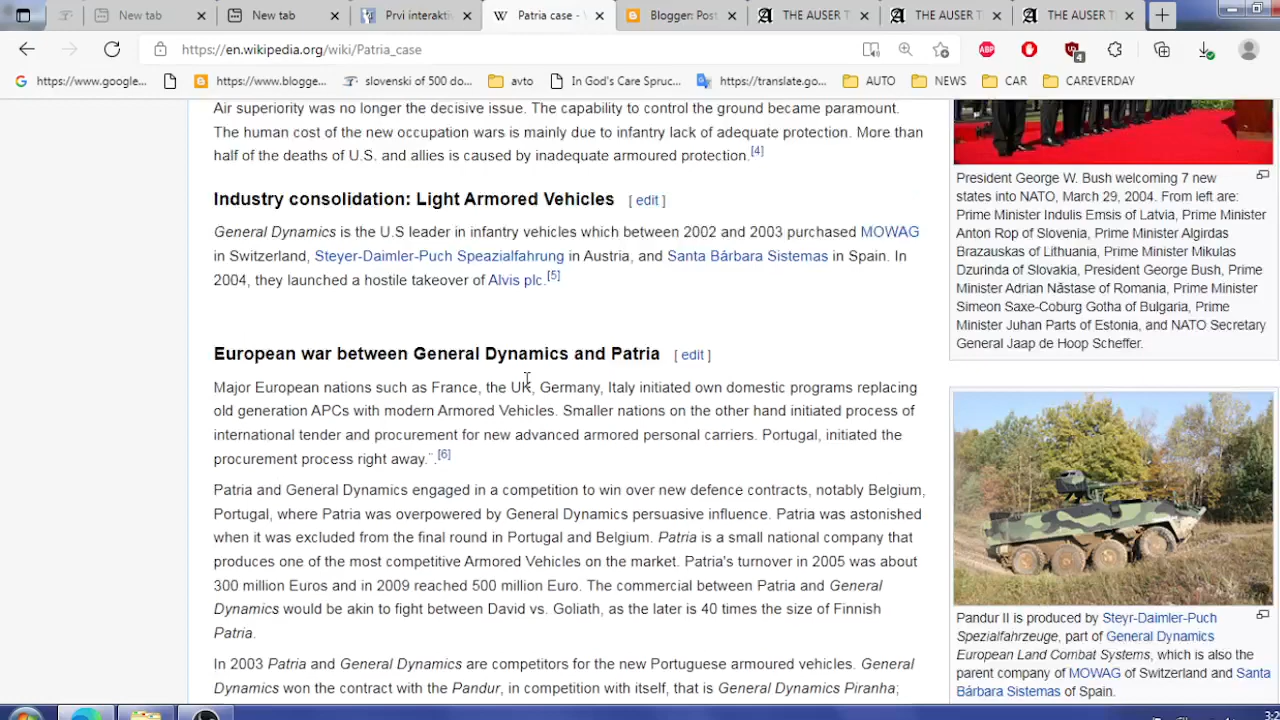 New tab
New tab
Prvi interakti
Patria case -
Blogger: Post
THE AUSER T
THE AUSER T
THE AUSER T
https://en.wikipedia.org/wiki/Patria_case
ABP
4
https://www.google...
https://www.blogge...
slovenski of 500 do...
avto
In God's Care Spruc...
https://translate.go...
AUTO
NEWS
CAR
CAREVERDAY
Air superiority was no longer the decisive issue. The capability to control the ground became paramount.
The human cost of the new occupation wars is mainly due to infantry lack of adequate protection. More than
half of the deaths of U.S. and allies is caused by inadequate armoured protection.[4]
Industry consolidation: Light Armored Vehicles [ edit ]
General Dynamics is the U.S leader in infantry vehicles which between 2002 and 2003 purchased MOWAG
in Switzerland, Steyer-Daimler-Puch Speazialfahrung in Austria, and Santa Bárbara Sistemas in Spain. In
2004, they launched a hostile takeover of Alvis plc.[5]
European war between General Dynamics and Patria [ edit ]
Major European nations such as France, the UK, Germany, Italy initiated own domestic programs replacing
old generation APCs with modern Armored Vehicles. Smaller nations on the other hand initiated process of
international tender and procurement for new advanced armored personal carriers. Portugal, initiated the
procurement process right away.¨.[6]
Patria and General Dynamics engaged in a competition to win over new defence contracts, notably Belgium,
Portugal, where Patria was overpowered by General Dynamics persuasive influence. Patria was astonished
when it was excluded from the final round in Portugal and Belgium. Patria is a small national company that
produces one of the most competitive Armored Vehicles on the market. Patria's turnover in 2005 was about
300 million Euros and in 2009 reached 500 million Euro. The commercial between Patria and General
Dynamics would be akin to fight between David vs. Goliath, as the later is 40 times the size of Finnish
Patria.
In 2003 Patria and General Dynamics are competitors for the new Portuguese armoured vehicles. General
Dynamics won the contract with the Pandur, in competition with itself, that is General Dynamics Piranha;
President George W. Bush welcoming 7 new
states into NATO, March 29, 2004. From left are:
Prime Minister Indulis Emsis of Latvia, Prime Minister
Anton Rop of Slovenia, Prime Minister Algirdas
Brazauskas of Lithuania, Prime Minister Mikulas
Dzurinda of Slovakia, President George Bush, Prime
Minister Adrian Năstase of Romania, Prime Minister
Simeon Saxe-Coburg Gotha of Bulgaria, Prime
Minister Juhan Parts of Estonia, and NATO Secretary
General Jaap de Hoop Scheffer.
Pandur II is produced by Steyr-Daimler-Puch
Spezialfahrzeuge, part of General Dynamics
European Land Combat Systems, which is also the
parent company of MOWAG of Switzerland and Santa
Bárbara Sistemas of Spain.